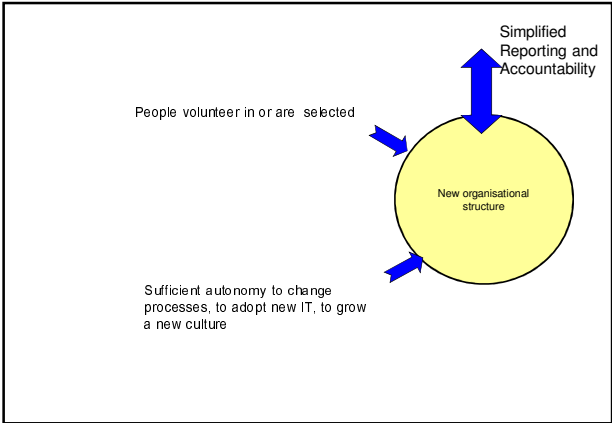 Simplified
Reporting and
Accountability
People volunteer in or are selected
New organisational
structure
Sufficient autonomy to change
processes, to adopt new IT, to grow
a new culture